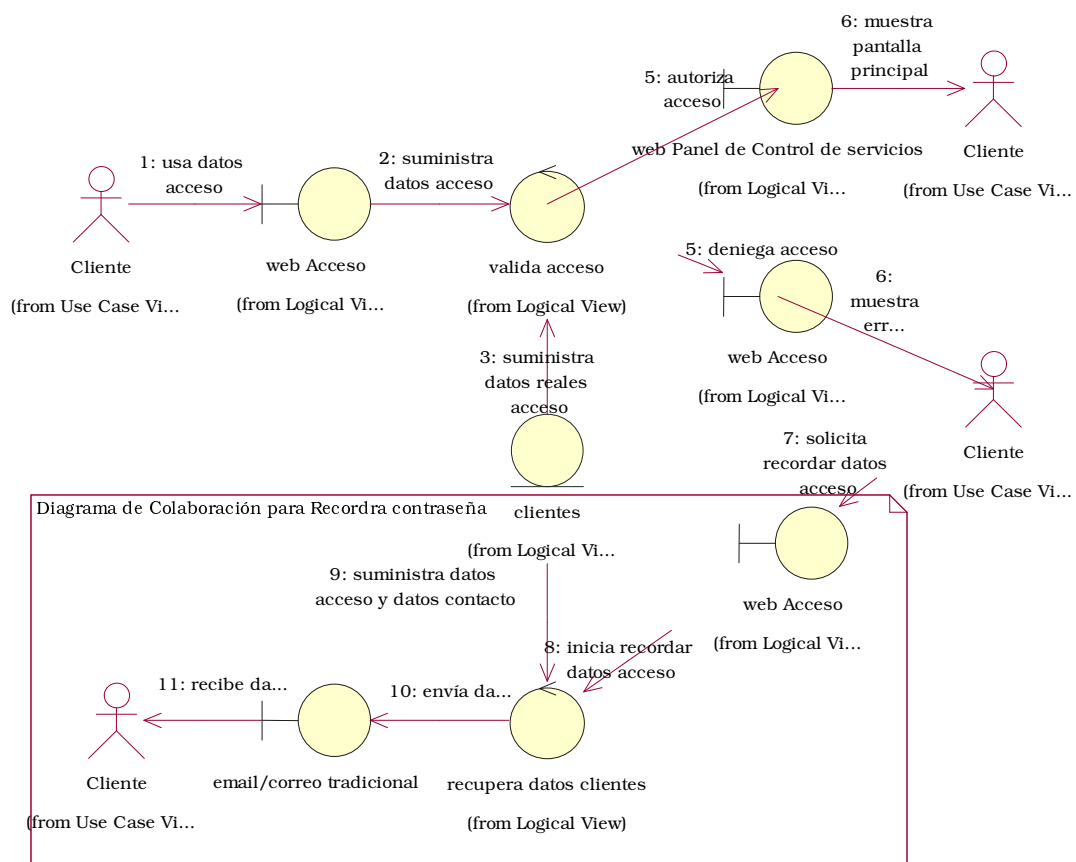 6: muestra
pantalla
principal
5: autoriza
acceso
web Panel de Control de servicios
(from Logical Vi...
Cliente
(from Use Case Vi...
1: usa datos
acceso
2: suministra
datos acceso
Cliente
(from Use Case Vi...
web Acceso
(from Logical Vi...
valida acceso
(from Logical View)
5: deniega acceso
6:
muestra
err...
web Acceso
(from Logical Vi...
Cliente
(from Use Case Vi...
3: suministra
datos reales
acceso
7: solicita
recordar datos
acceso
Diagrama de Colaboración para Recordra contraseña
clientes
(from Logical Vi...
web Acceso
(from Logical Vi...
9: suministra datos
acceso y datos contacto
8: inicia recordar
datos acceso
11: recibe da...
10: envía da...
Cliente
(from Use Case Vi...
email/correo tradicional
recupera datos clientes
(from Logical View)